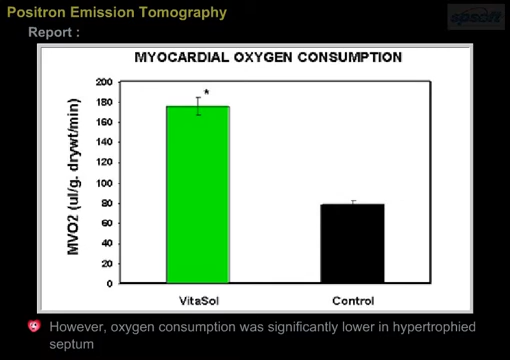 Positron Emission Tomography
apsoft
Report :
MYOCARDIAL OXYGEN CONSUMPTION
MVO2 (ul/g. drywt/min)
200
180
160
140
120
100
80
60
40
20
0
*
VitaSol
Control
However, oxygen consumption was significantly lower in hypertrophied
septum